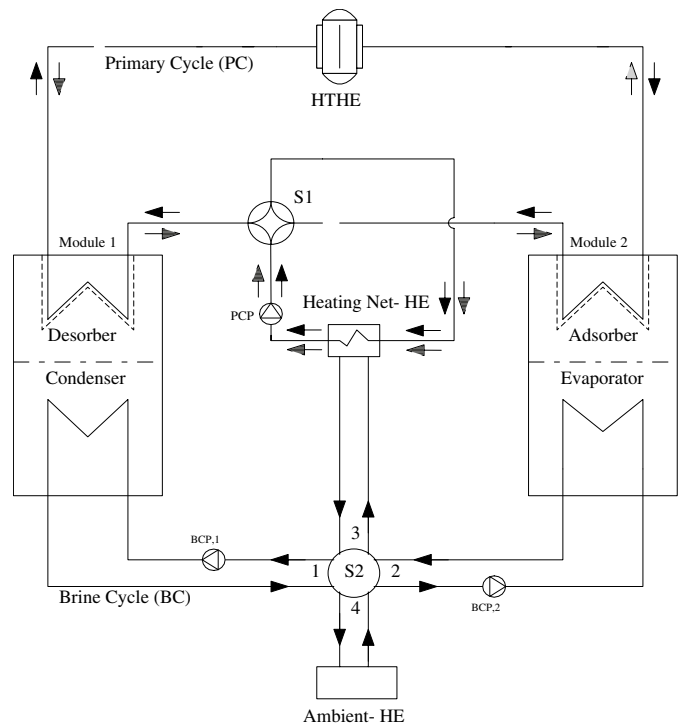 Primary Cycle (PC)
HTHE
S1
Module 1
Module 2
PCP
Heating Net- HE
Desorber
Adsorber
Condenser
Evaporator
BCP,1
3
1
S2
2
Brine Cycle (BC)
4
BCP,2
Ambient- HE